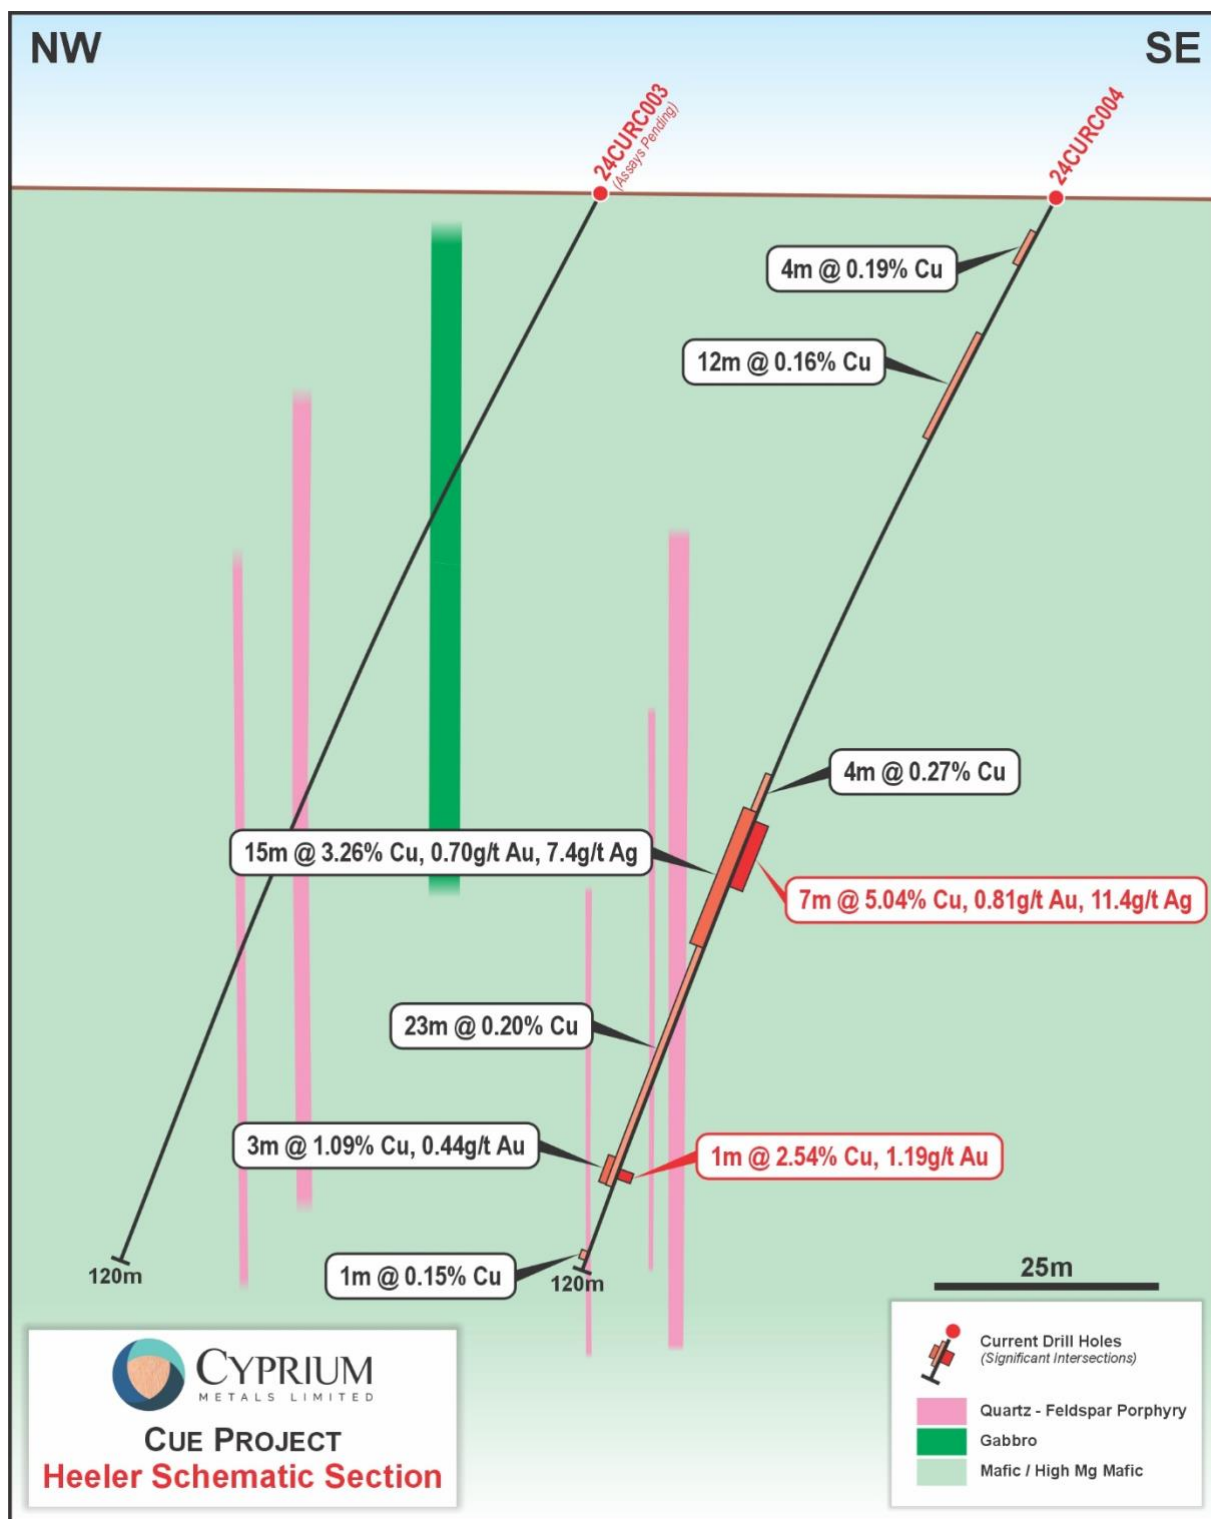 NW
SE
24CURC003
(Assays Pending)
24CURC004
4m @ 0.19% Cu
12m @ 0.16% Cu
4m @ 0.27% Cu
15m @ 3.26% Cu, 0.70g/t Au, 7.4g/t Ag
7m @ 5.04% Cu, 0.81g/t Au, 11.4g/t Ag
23m @ 0.20% Cu
3m @ 1.09% Cu, 0.44g/t Au
1m @ 2.54% Cu, 1.19g/t Au
120m
1m @ 0.15% Cu
120m
25m
CYPRIUM
METALS LIMITED
CUE PROJECT
Heeler Schematic Section
Current Drill Holes
(Significant Intersections)
Quartz - Feldspar Porphyry
Gabbro
Mafic / High Mg Mafic